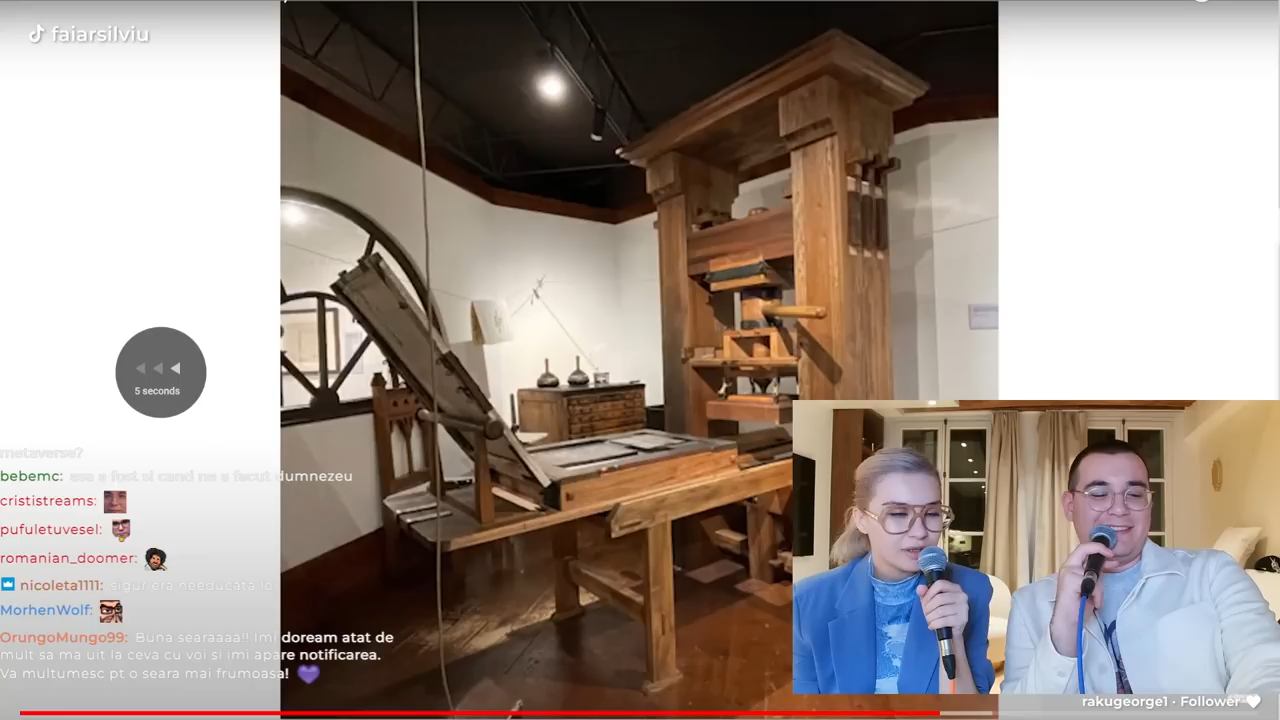 faiarsilviu
5 seconds
metaverse?
bebemc: asa a fost si cand ne a facut dumnezeu
crististreams:
pufuletuvesel:
romanian_doomer:
nicoleta1111: sigur era needucata lol
MorhenWolf:
OrungoMungo99: Buna searaaaa!! Imi doream atat de
mult sa ma uit la ceva cu voi si imi apare notificarea.
Va multumesc pt o seara mai frumoasa!
rakugeorge1 · Follower